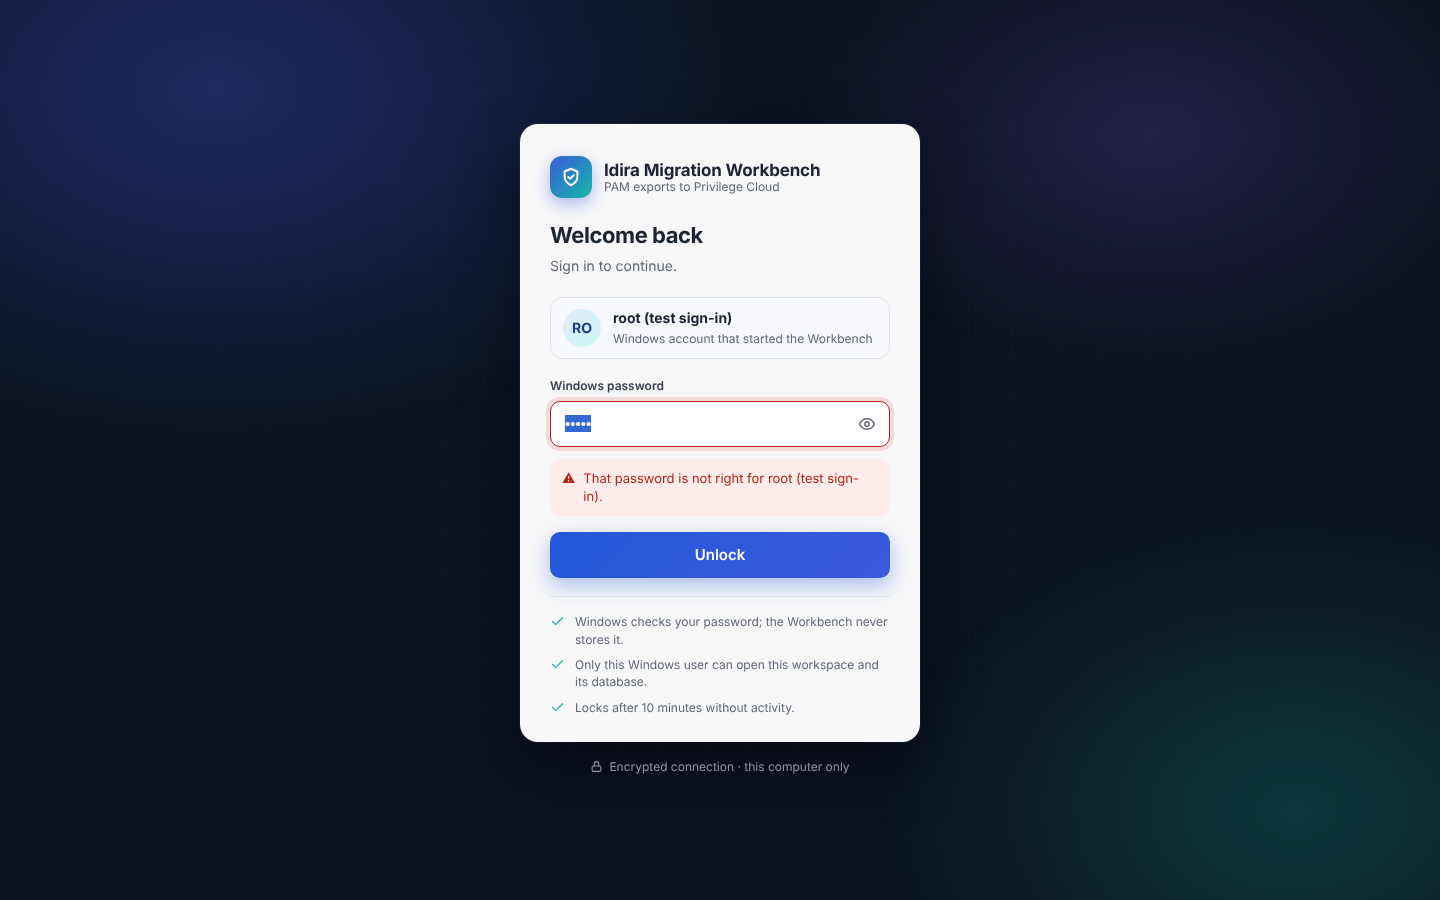 Idira Migration Workbench
PAM exports to Privilege Cloud
Welcome back
Sign in to continue.
RO
root (test sign-in)
Windows account that started the Workbench
Windows password
•••••
That password is not right for root (test sign-
in).
Unlock
Windows checks your password; the Workbench never
stores it.
Only this Windows user can open this workspace and
its database.
Locks after 10 minutes without activity.
Encrypted connection · this computer only